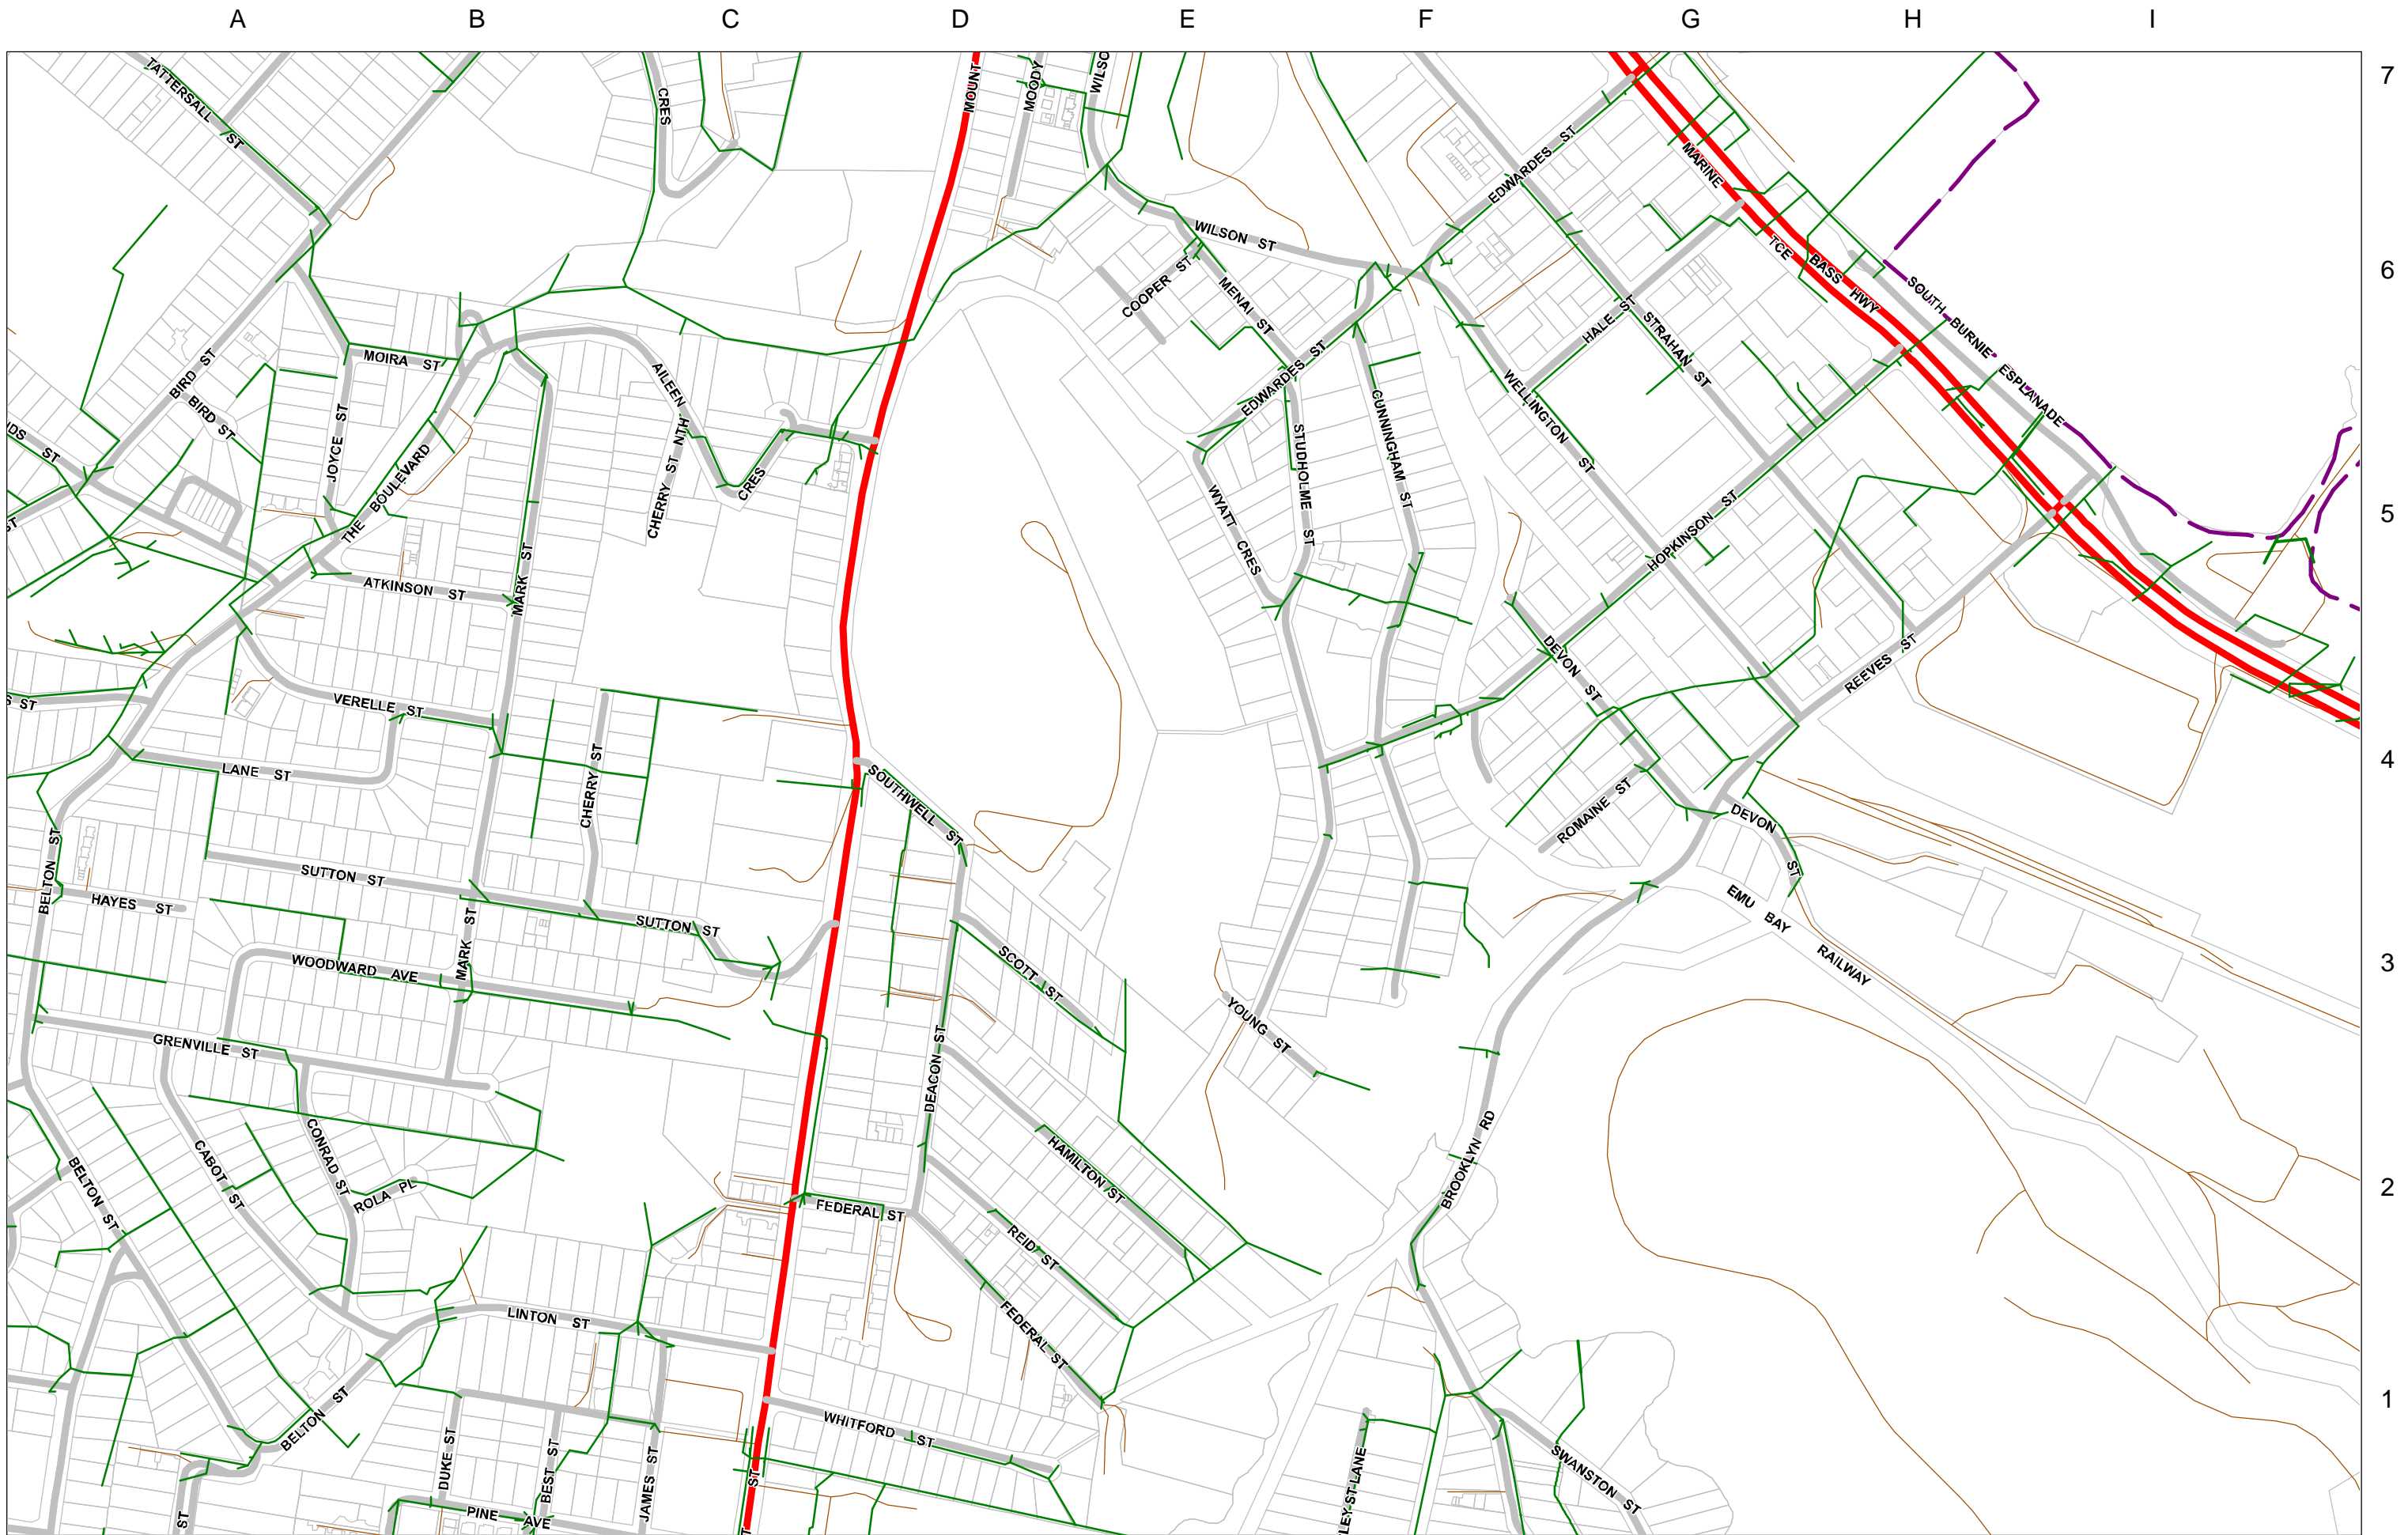 A B C D E F G H I
7
TATTERSALL ST
CRES
MOUNT
MOODY
EDWARDES ST
MARINE
TCE
BASS HWY
SOUTH BURNIE
ESPLANADE
6
WILSON ST
COOPER ST
MENAI ST
HALE ST
STRAHAN ST
BIRD ST
MOIRA ST
BIRD ST
AILEEN
CRES
EDWARDES ST
CUNNINGHAM ST
WELLINGTON ST
JOYCE ST
THE BOULEVARD
CHERRY ST NTH
STUDHOLME ST
WYATT CRES
HOPKINSON ST
5
ST
ATKINSON ST
MARK ST
DEVON ST
REEVES ST
VERELLE ST
LANE ST
4
CHERRY ST
SOUTHWELL ST
ROMAINE ST
DEVON ST
BELTON ST
SUTTON ST
HAYES ST
SUTTON ST
MARK ST
WOODWARD AVE
SCOTT ST
EMU BAY RAILWAY
3
YOUNG ST
GRENVILLE ST
DEACON ST
CONRAD ST
CABOT ST
BELTON ST
ROLA PL
HAMILTON ST
BROOKLYN RD
2
FEDERAL ST
REID ST
FEDERAL ST
LINTON ST
BELTON ST
WHITFORD ST
1
DUKE ST
BEST ST
JAMES ST
ST
SWANSTON ST
ST LANE
PINE AVE
ST